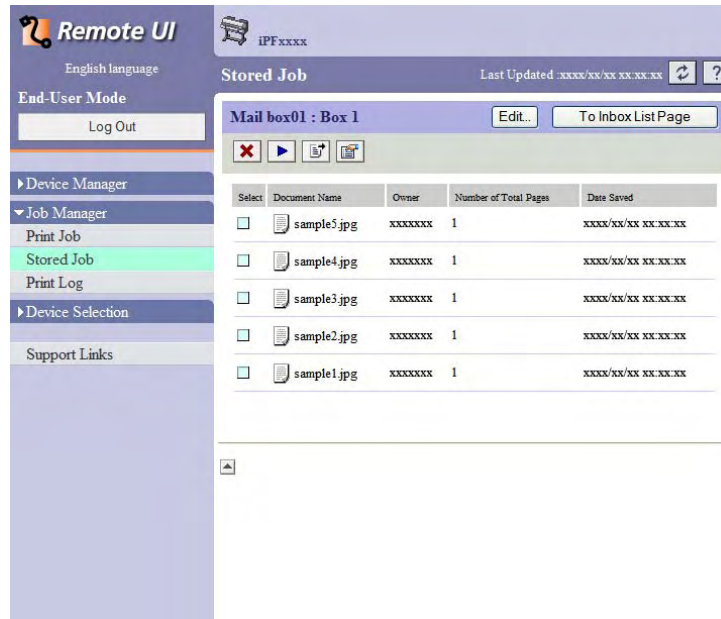 Remote UI
English language
End-User Mode
Log Out
▶Device Manager
▼Job Manager
Print Job
Stored Job
Print Log
▶Device Selection
Support Links
iPFxxxx
Stored Job
Last Updated :xxxx/xx/xx xx:xx:xx
?
Mail box01 : Box 1
Edit..
To Inbox List Page
Select Document Name Owner Number of Total Pages Date Saved
sample5.jpg xxxxxxx 1 xxxx/xx/xx xx:xx:xx
sample4.jpg xxxxxxx 1 xxxx/xx/xx xx:xx:xx
sample3.jpg xxxxxxx 1 xxxx/xx/xx xx:xx:xx
sample2.jpg xxxxxxx 1 xxxx/xx/xx xx:xx:xx
sample1.jpg xxxxxxx 1 xxxx/xx/xx xx:xx:xx